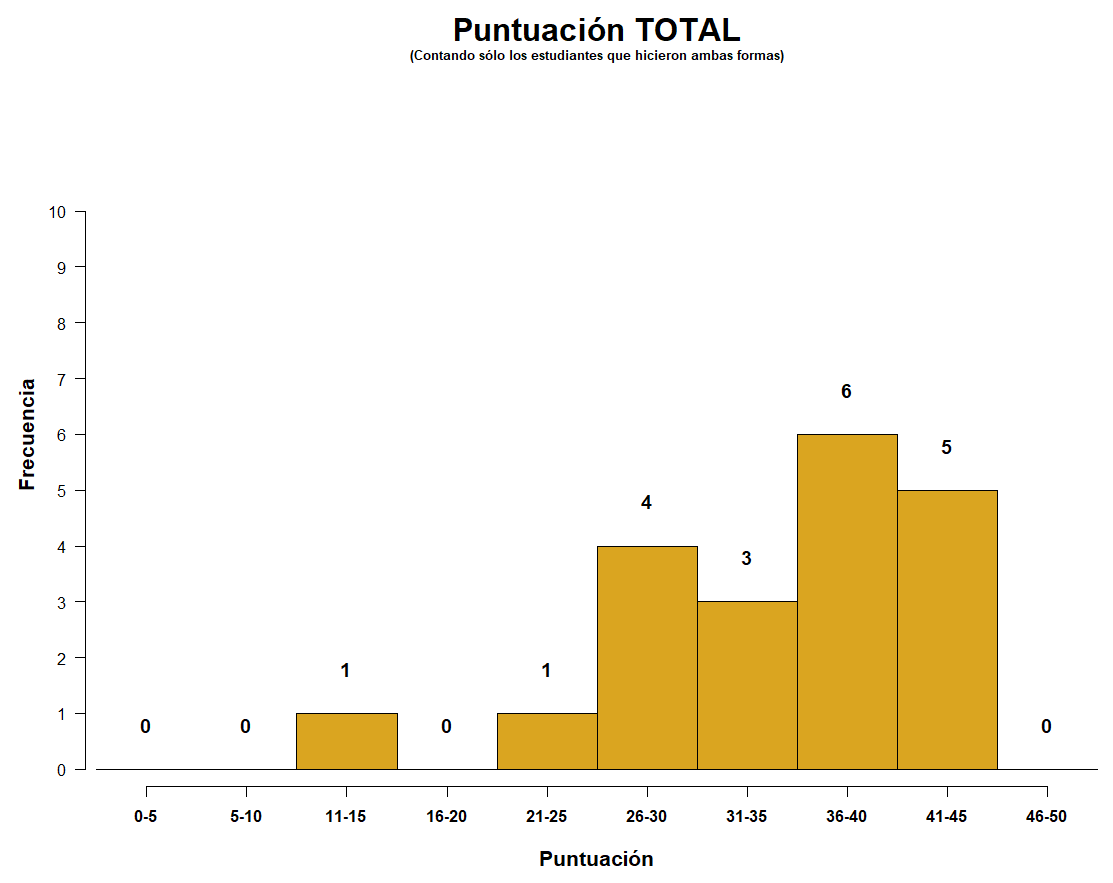 Puntuación TOTAL
(Contando sólo los estudiantes que hicieron ambas formas)
Frecuencia
10
9
8
7
6
5
4
3
2
1
0
0 0 1 0 1 4 3 6 5 0
0-5 5-10 11-15 16-20 21-25 26-30 31-35 36-40 41-45 46-50
Puntuación